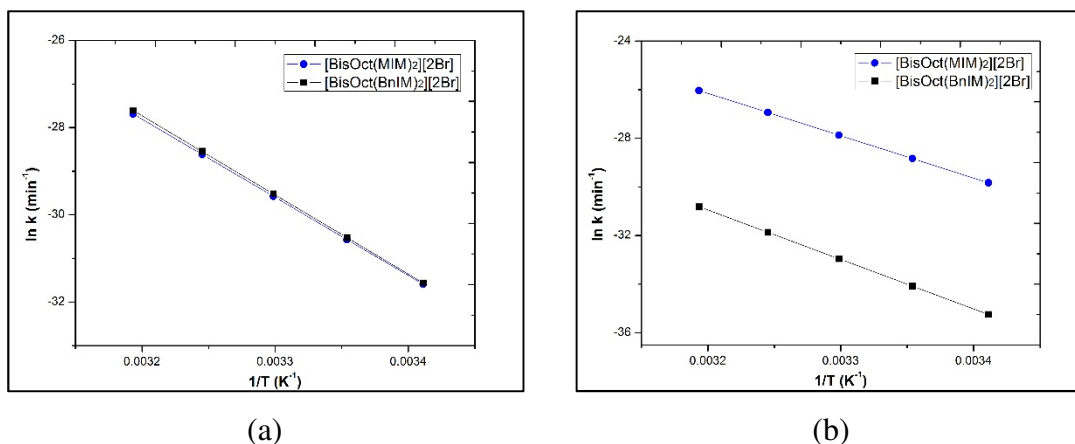 -26
-28
-30
-32
ln k (min⁻¹)
[BisOct(MIM)₂][2Br]
[BisOct(BnIM)₂][2Br]
0.0032
0.0033
0.0034
1/T (K⁻¹)
(a)
-24
-28
-32
-36
ln k (min⁻¹)
[BisOct(MIM)₂][2Br]
[BisOct(BnIM)₂][2Br]
0.0032
0.0033
0.0034
1/T (K⁻¹)
(b)